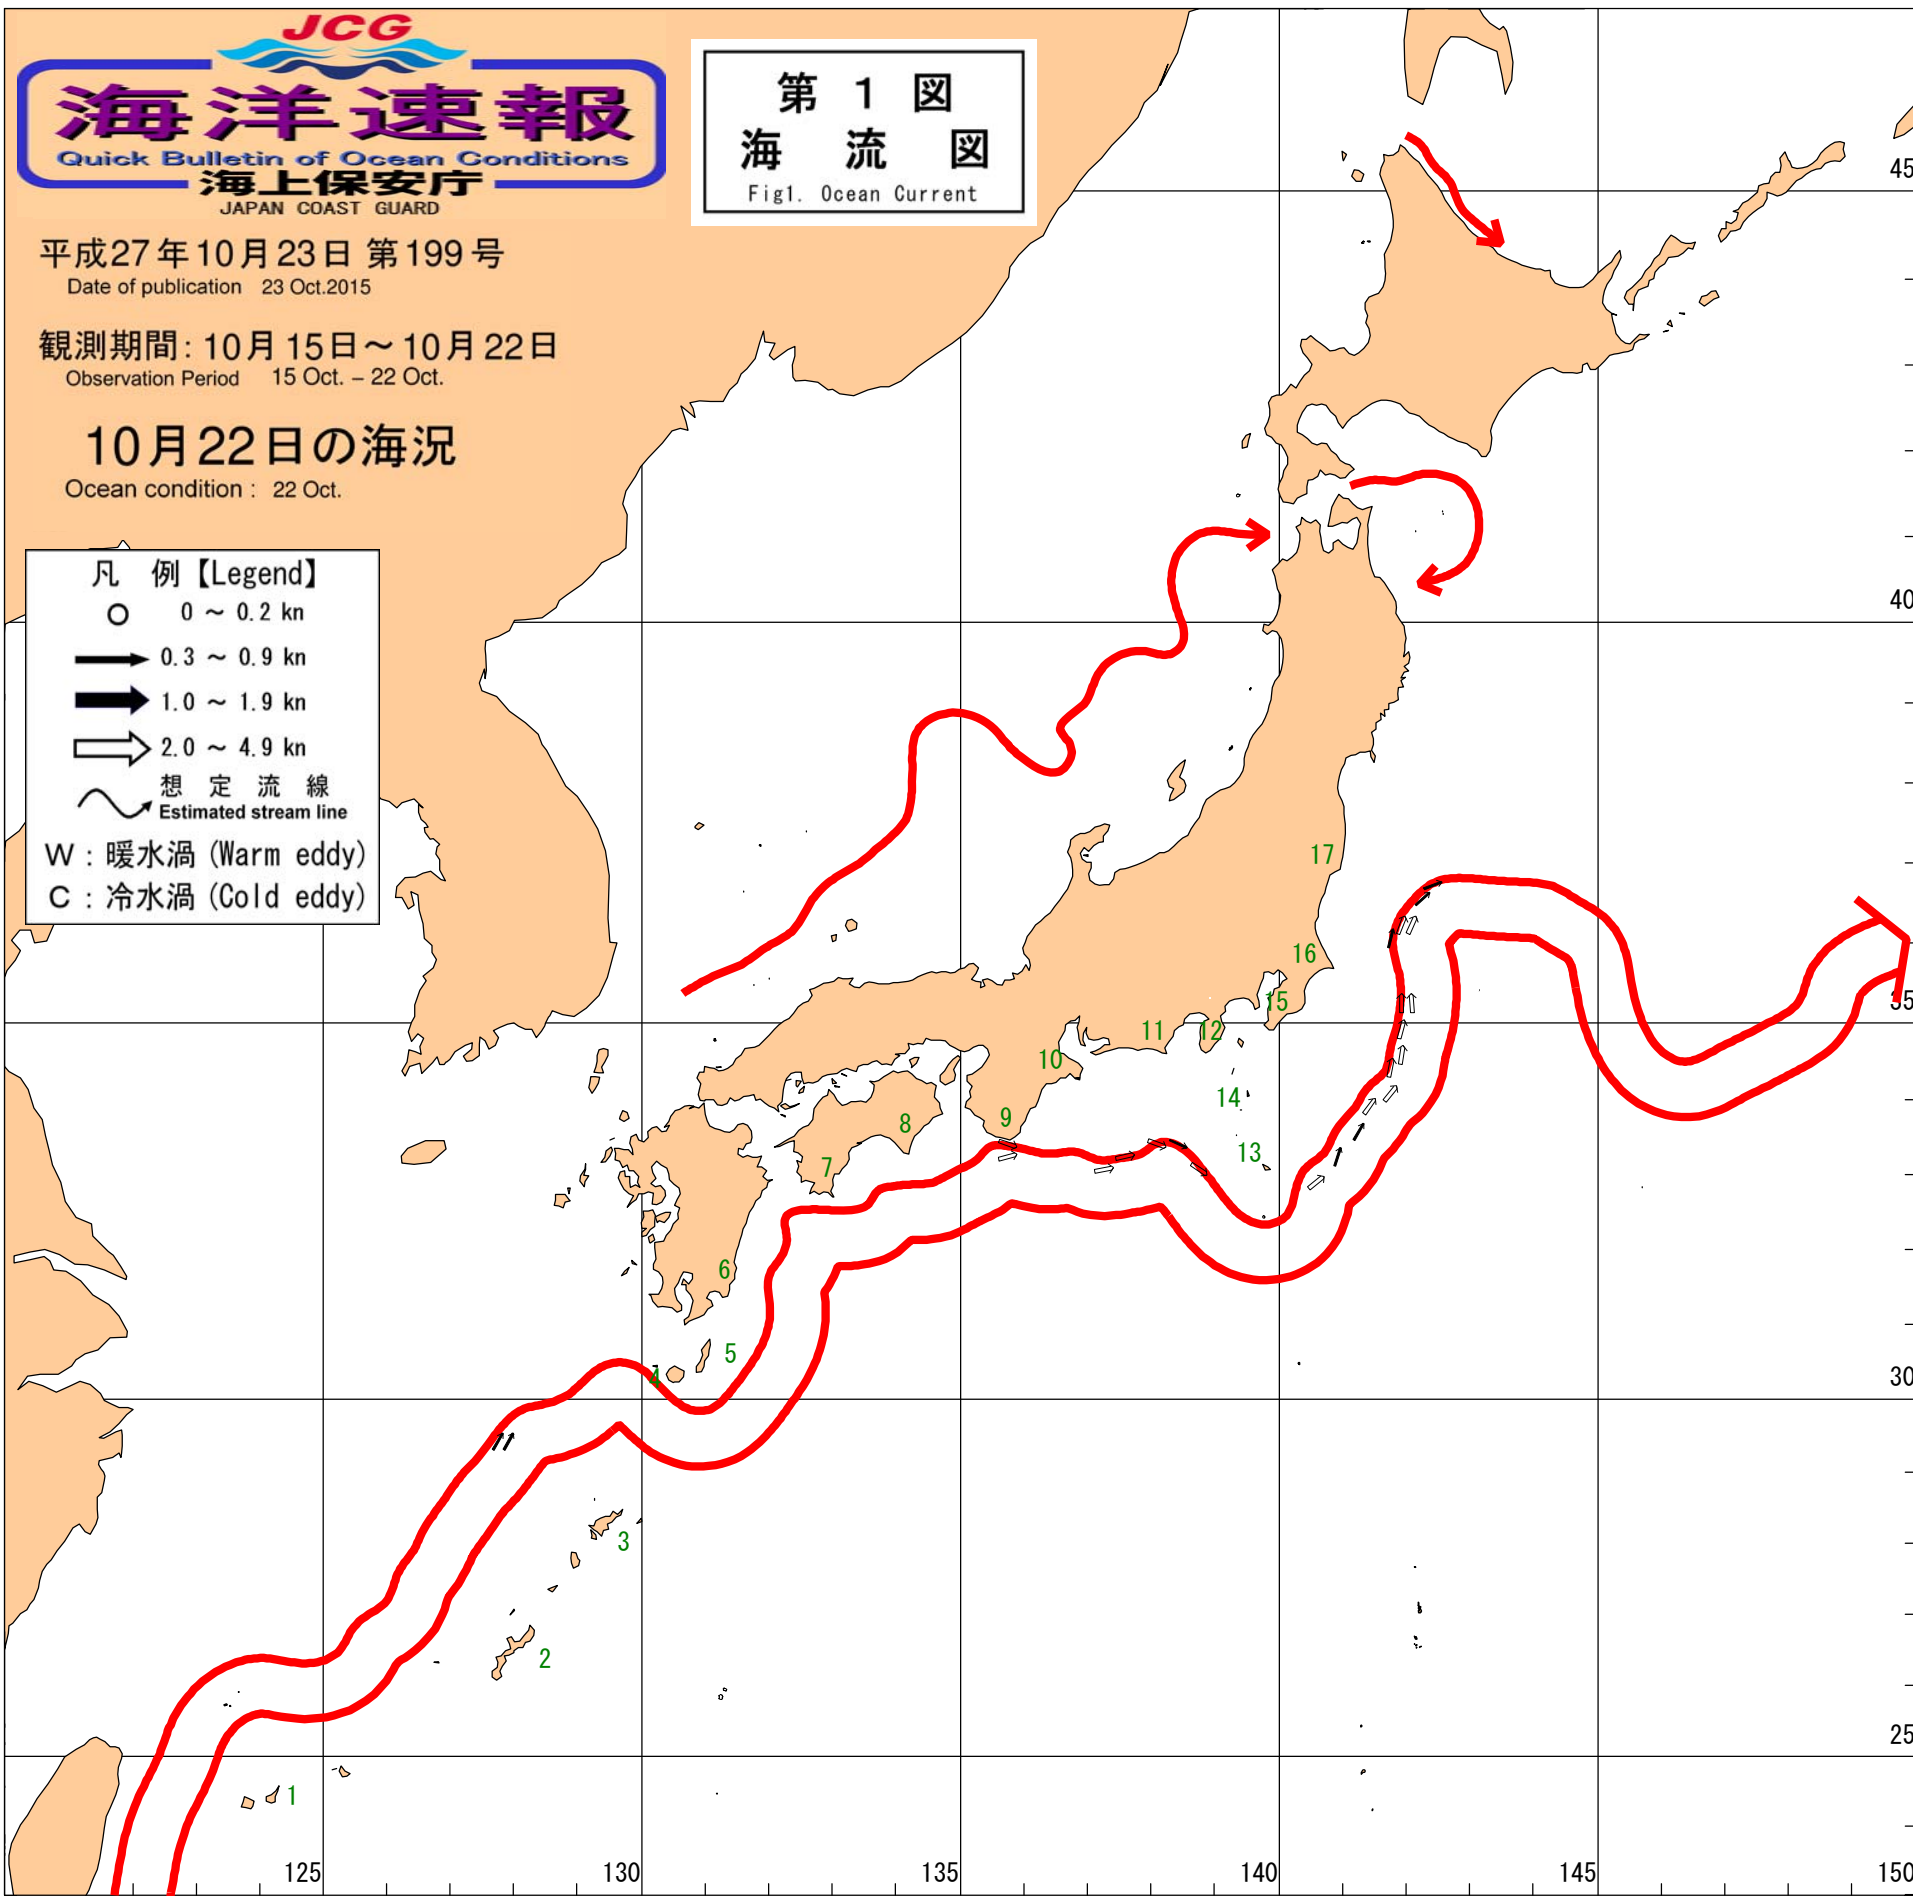 JCG
海洋速報
Quick Bulletin of Ocean Conditions
海上保安庁
JAPAN COAST GUARD
第 1 図
海 流 図
Fig1. Ocean Current
平成27年10月23日 第199号
Date of publication 23 Oct.2015
観測期間: 10月15日～10月22日
Observation Period 15 Oct. – 22 Oct.
10月22日の海況
Ocean condition : 22 Oct.
凡 例【Legend】
0 ～ 0.2 kn
0.3 ～ 0.9 kn
1.0 ～ 1.9 kn
2.0 ～ 4.9 kn
想 定 流 線
Estimated stream line
W : 暖水渦 (Warm eddy)
C : 冷水渦 (Cold eddy)
45
40
17
16
35
15
12
11
10
14
9
8
13
7
6
5
4
30
3
2
25
1
125
130
135
140
145
150